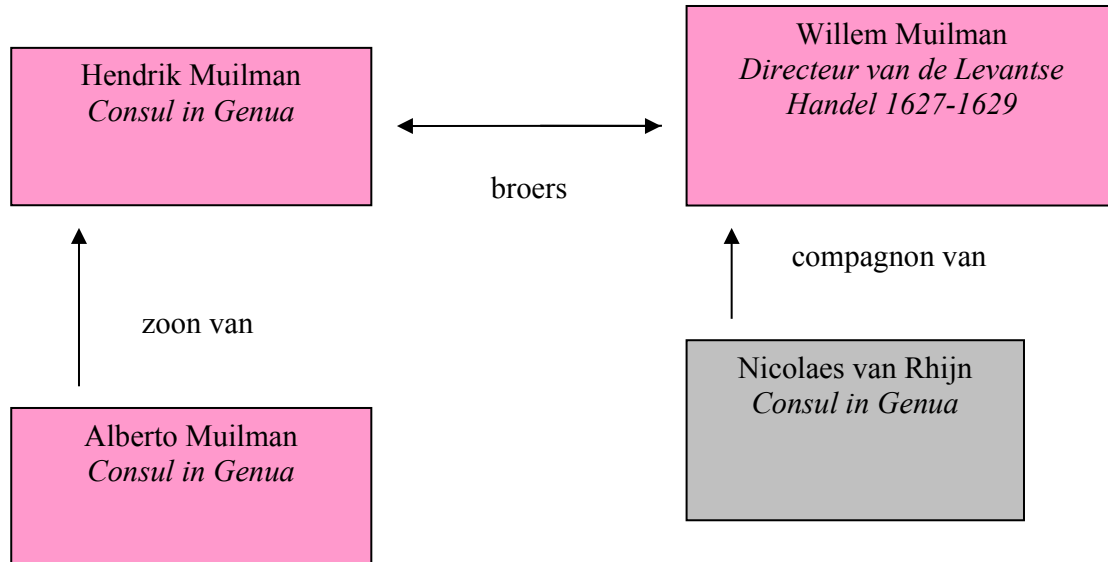 Hendrik Muilman
Consul in Genua
Willem Muilman
Directeur van de Levantse
Handel 1627-1629
broers
zoon van
compagnon van
Alberto Muilman
Consul in Genua
Nicolaes van Rhijn
Consul in Genua